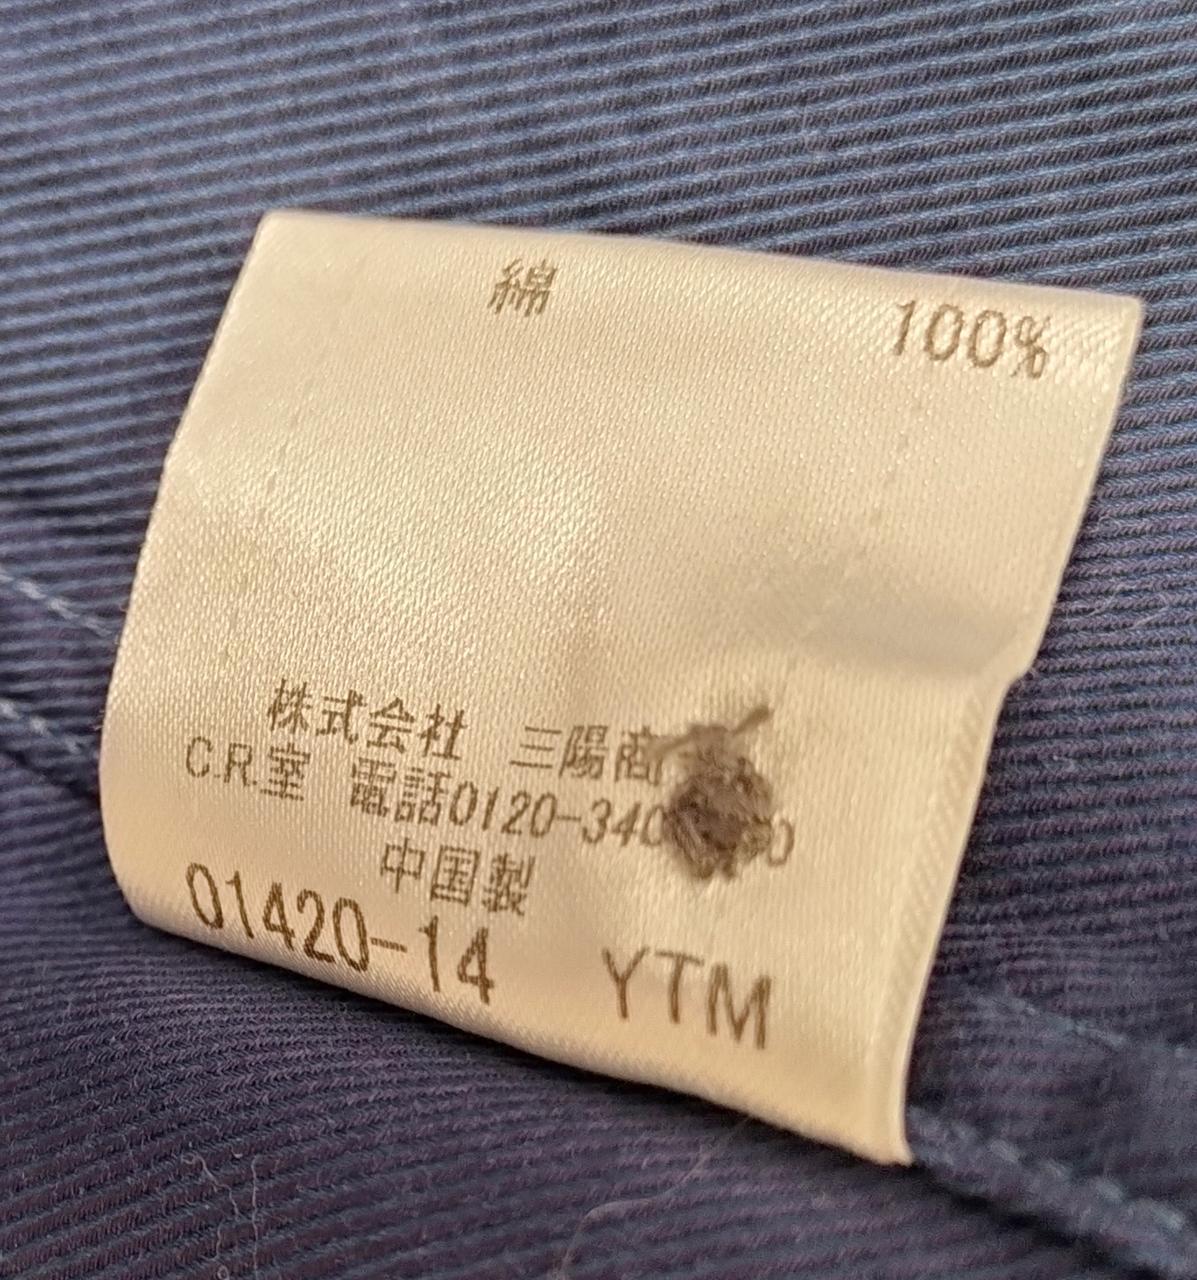 綿 100%
株式会社 三陽商
C.R.室 電話0120-340
中国製
01420-14 YTM